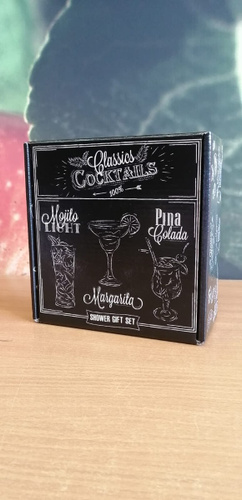 Classics
COCKTAILS
100%
Mojito
LIGHT
Pina
Colada
Margarita
SHOWER GIFT SET